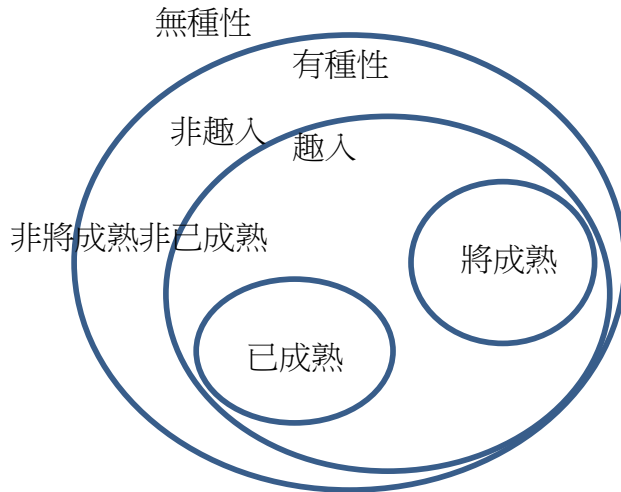 無種性
有種性
非趣入
趣入
非將成熟非已成熟
將成熟
已成熟